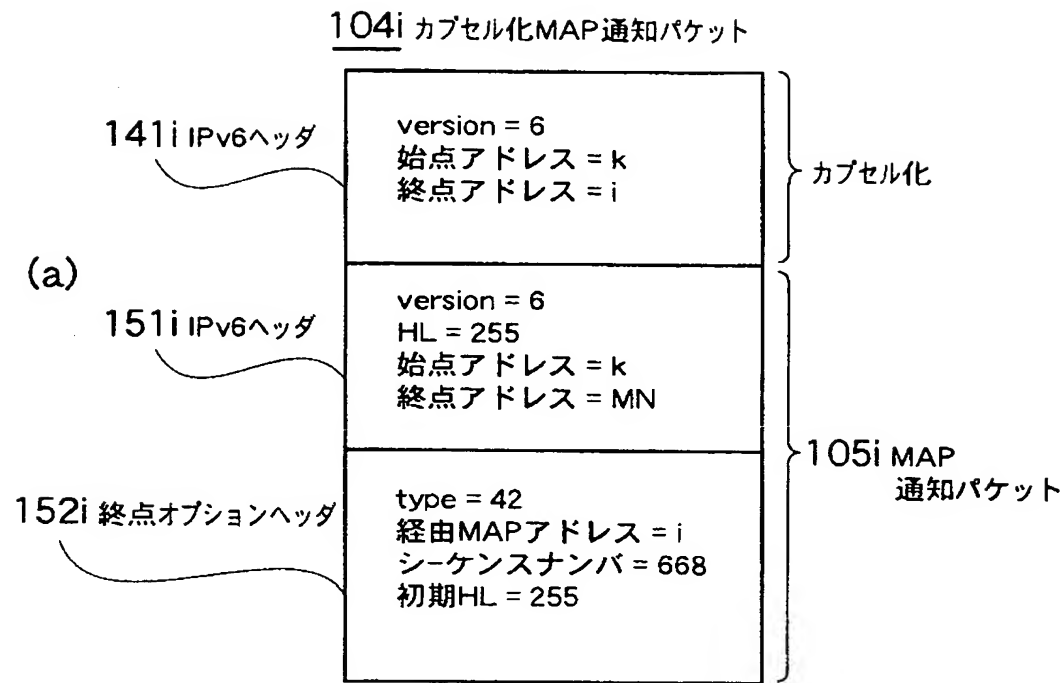 104i カプセル化MAP通知パケット
141i IPv6ヘッダ
version = 6
始点アドレス = k
終点アドレス = i
カプセル化
(a)
151i IPv6ヘッダ
version = 6
HL = 255
始点アドレス = k
終点アドレス = MN
105i MAP
通知パケット
152i 終点オプションヘッダ
type = 42
経由MAPアドレス = i
シーケンスナンバ = 668
初期HL = 255